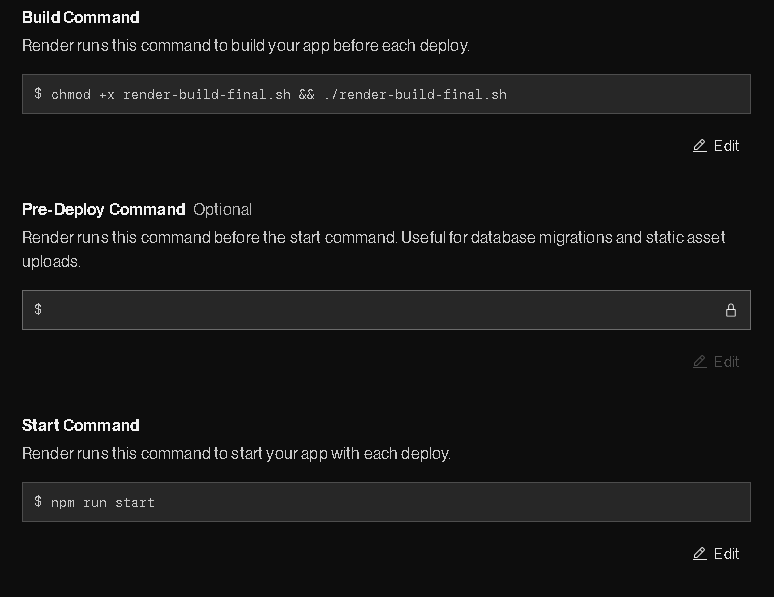 Build Command
Render runs this command to build your app before each deploy.
$ chmod +x render-build-final.sh && ./render-build-final.sh
Edit
Pre-Deploy Command Optional
Render runs this command before the start command. Useful for database migrations and static asset
uploads.
$
Edit
Start Command
Render runs this command to start your app with each deploy.
$ npm run start
Edit